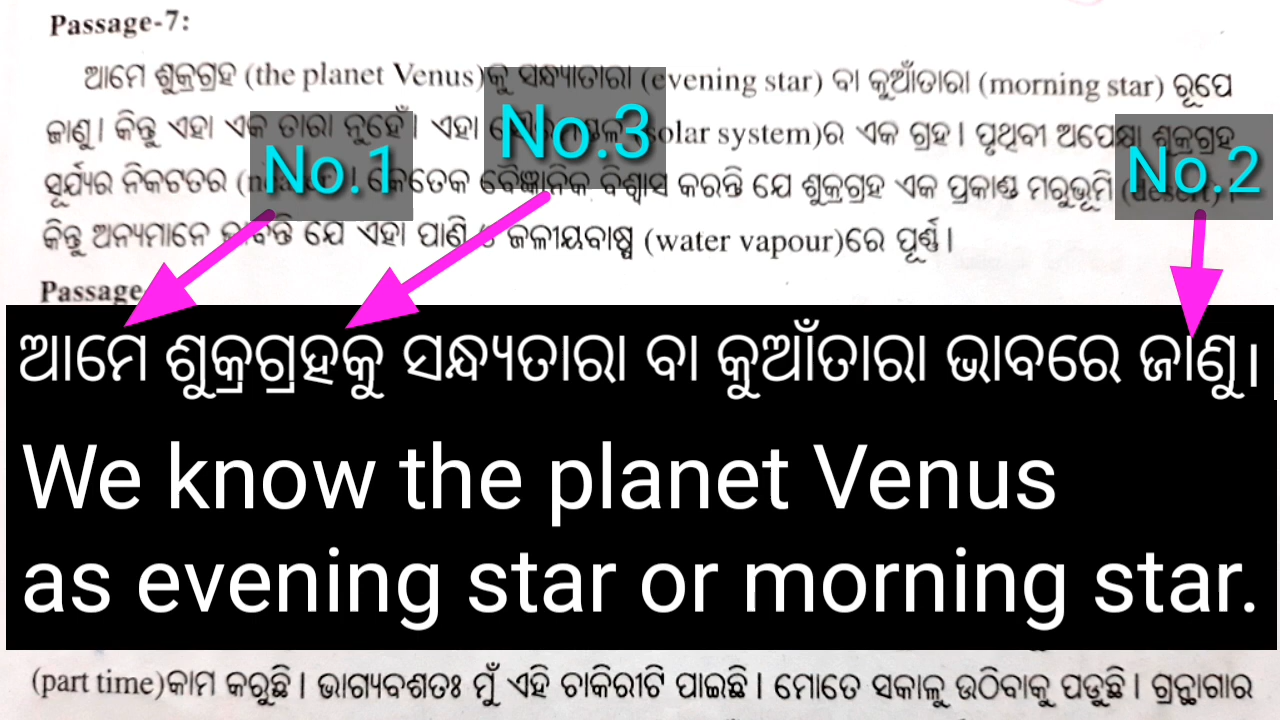 Passage-7:
ଆମେ ଶୁକ୍ରଗ୍ରହ (the planet Venus)କୁ ସନ୍ଧ୍ୟାତାରା (evening star) ବା କୁଆଁତାରା (morning star) ରୂପେ
ଜାଣୁ। କିନ୍ତୁ ଏହା ଏକ ତାରା ନୁହେଁ। ଏହା solar system)ର ଏକ ଗ୍ରହ। ପୃଥିବୀ ଅପେକ୍ଷା ଶୁକ୍ରଗ୍ରହ
No.1 No.3 No.2
ସୂର୍ଯ୍ୟର ନିକଟତର । କେତେକ ବୈଜ୍ଞାନିକ ବିଶ୍ୱାସ କରନ୍ତି ଯେ ଶୁକ୍ରଗ୍ରହ ଏକ ପ୍ରକାଣ୍ଡ ମରୁଭୂମି (desert)।
କିନ୍ତୁ ଅନ୍ୟମାନେ ଭାବନ୍ତି ଯେ ଏହା ପାଣି ଓ ଜଳୀୟବାଷ୍ପ (water vapour)ରେ ପୂର୍ଣ୍ଣ।
Passage
ଆମେ ଶୁକ୍ରଗ୍ରହକୁ ସନ୍ଧ୍ୟତାରା ବା କୁଆଁତାରା ଭାବରେ ଜାଣୁ।
We know the planet Venus
as evening star or morning star.
(part time)କାମ କରୁଛି। ଭାଗ୍ୟବଶତଃ ମୁଁ ଏହି ଚାକିରୀଟି ପାଇଛି। ମୋତେ ସକାଳୁ ଉଠିବାକୁ ପଡୁଛି। ଗ୍ରନ୍ଥାଗାର